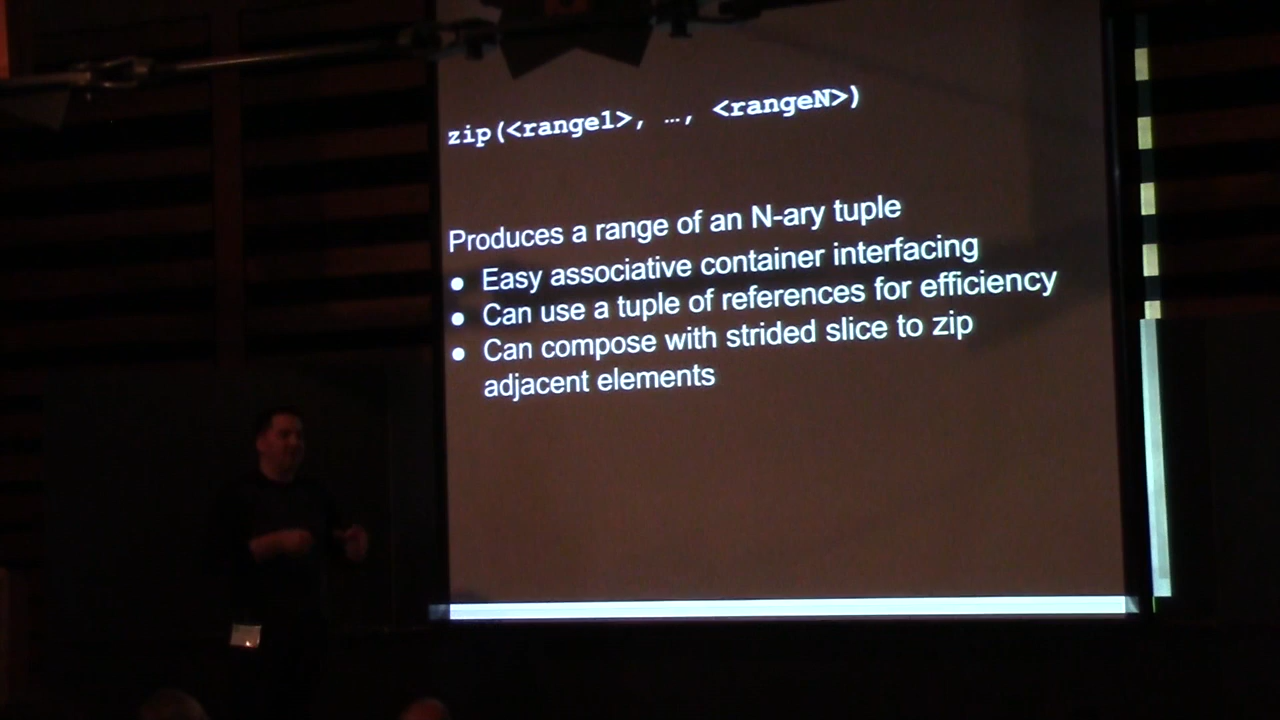 zip(<range1>, …, <rangeN>)
Produces a range of an N-ary tuple
● Easy associative container interfacing
● Can use a tuple of references for efficiency
● Can compose with strided slice to zip
adjacent elements